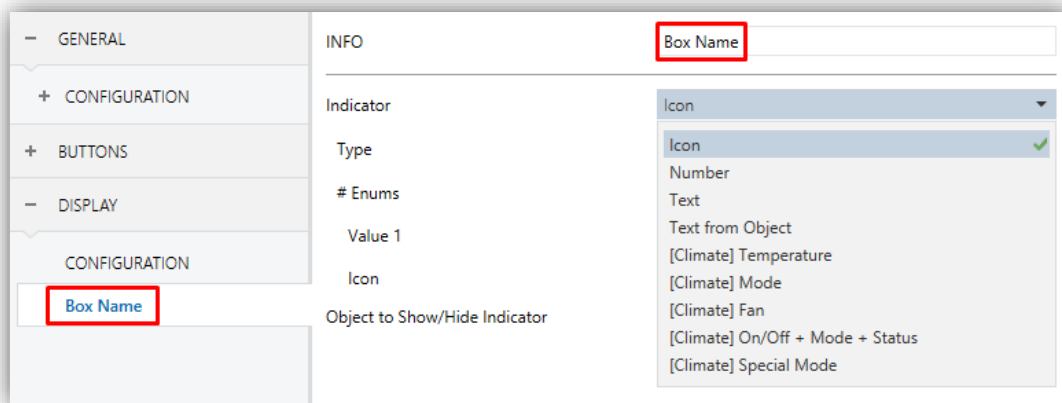 GENERAL
CONFIGURATION
BUTTONS
DISPLAY
CONFIGURATION
Box Name
INFO
Box Name
Indicator
Icon
Type
# Enums
Value 1
Icon
Object to Show/Hide Indicator
Icon
Number
Text
Text from Object
[Climate] Temperature
[Climate] Mode
[Climate] Fan
[Climate] On/Off + Mode + Status
[Climate] Special Mode